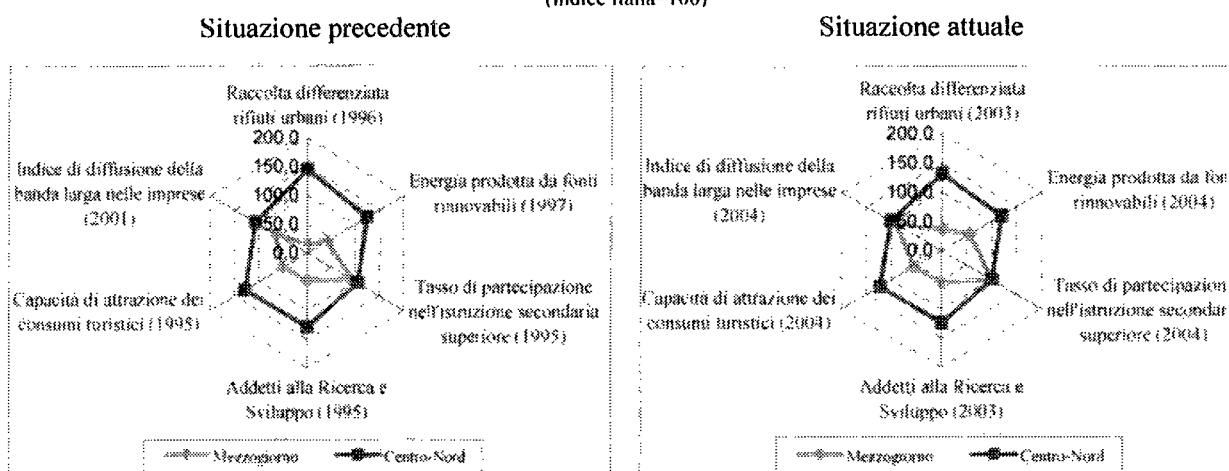 (indice Italia=100)
Situazione precedente
Raccolta differenziata
rifiuti urbani (1996)
200,0
150,0
100,0
50,0
0,0
Indice di diffusione della
banda larga nelle imprese
(2001)
Energia prodotta da fonti
rinnovabili (1997)
Capacità di attrazione dei
consumi turistici (1995)
Tasso di partecipazione
nell'istruzione secondaria
superiore (1995)
Addetti alla Ricerca e
Sviluppo (1995)
Mezzogiorno
Centro-Nord
Situazione attuale
Raccolta differenziata
rifiuti urbani (2003)
200,0
150,0
100,0
50,0
0,0
Indice di diffusione della
banda larga nelle imprese
(2004)
Energia prodotta da fon
rinnovabili (2004)
Capacità di attrazione dei
consumi turistici (2004)
Tasso di partecipazion
nell'istruzione secondar
superiore (2004)
Addetti alla Ricerca e
Sviluppo (2003)
Mezzogiorno
Centro-Nord